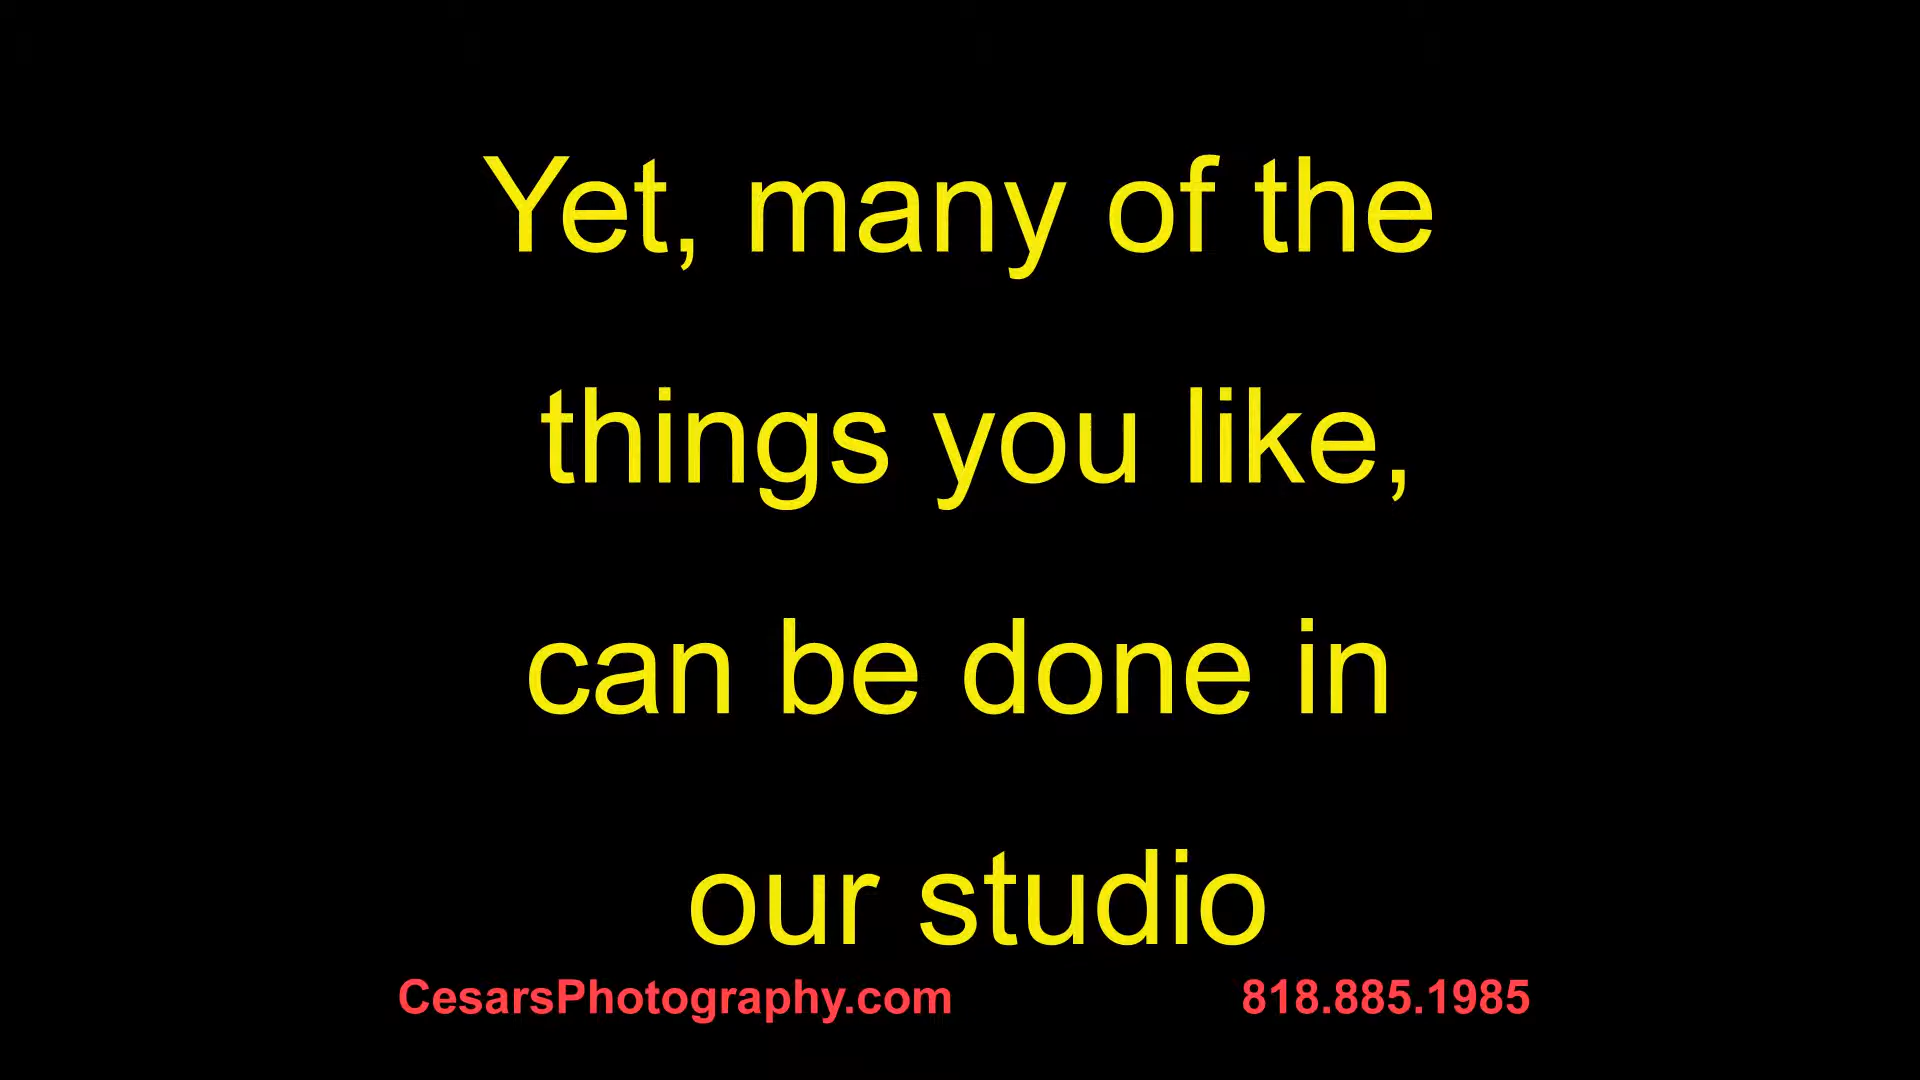 Yet, many of the
things you like,
can be done in
our studio
CesarsPhotography.com 818.885.1985